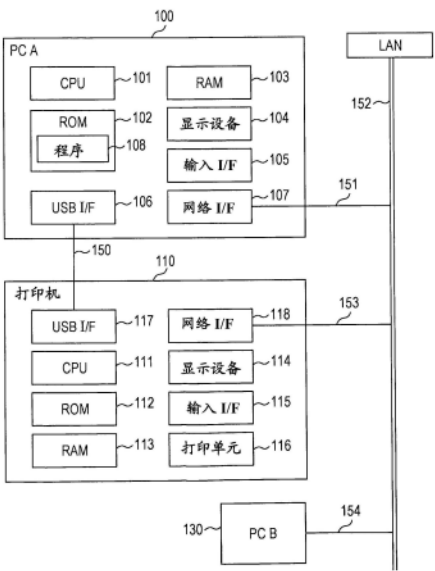 100
PC A
LAN
CPU
101
RAM
103
152
ROM
102
显示设备
104
程序
108
输入 I/F
105
USB I/F
106
网络 I/F
107
151
150
110
打印机
USB I/F
117
网络 I/F
118
153
CPU
111
显示设备
114
ROM
112
输入 I/F
115
RAM
113
打印单元
116
130
PC B
154